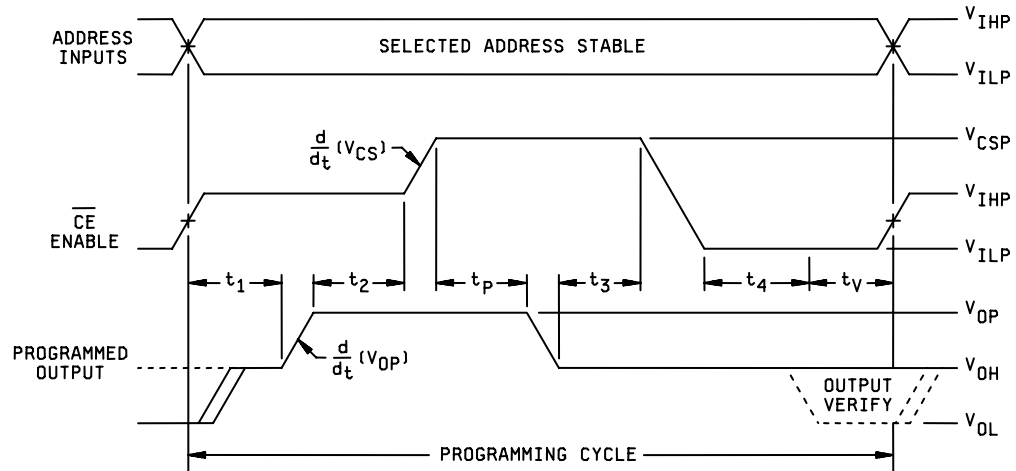 ADDRESS
INPUTS
SELECTED ADDRESS STABLE
V_IHP
V_ILP
d/dt (V_CS)
V_CSP
V_IHP
C̅E̅
ENABLE
V_ILP
t_1
t_2
t_P
t_3
t_4
t_V
V_OP
PROGRAMMED
OUTPUT
d/dt (V_OP)
V_OH
OUTPUT
VERIFY
V_OL
PROGRAMMING CYCLE